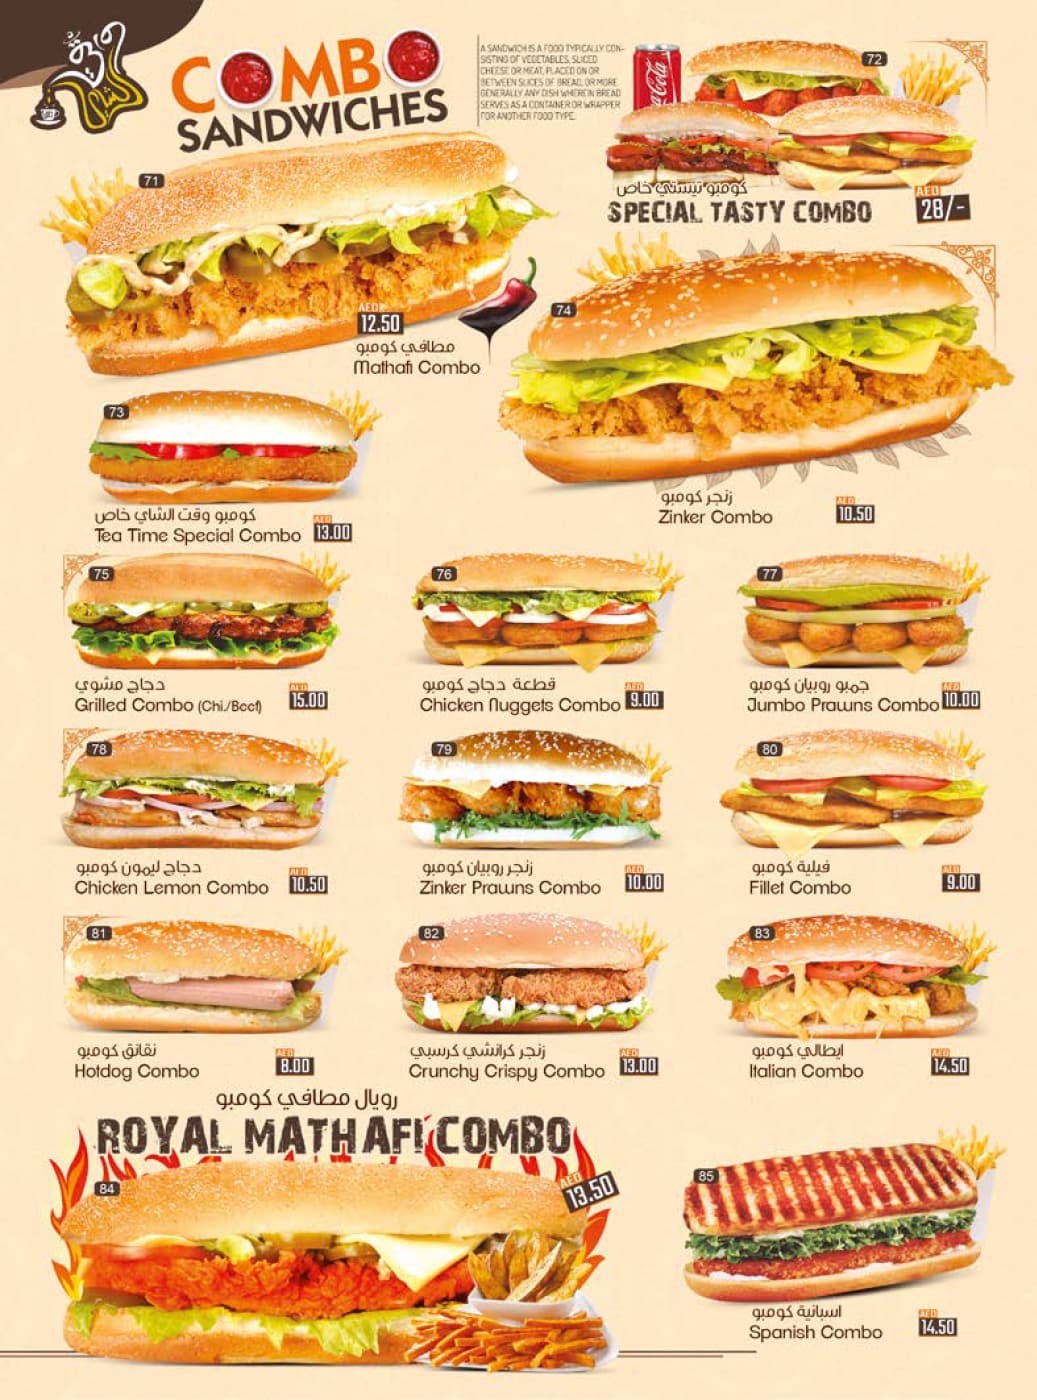 COMBO
SANDWICHES
A SANDWICH IS A FOOD TYPICALLY CON-
SISTING OF VEGETABLES, SLICED
CHEESE OR MEAT, PLACED ON OR
BETWEEN SLICES OF BREAD, OR MORE
GENERALLY ANY DISH WHEREIN BREAD
SERVES AS A CONTAINER OR WRAPPER
FOR ANOTHER FOOD TYPE.
Coca-Cola
72
كومبو تيستي خاص
SPECIAL TASTY COMBO
AED
28/-
71
AED
12.50
مطافي كومبو
Mathafi Combo
74
زنجر كومبو
Zinker Combo
AED
10.50
73
كومبو وقت الشاي خاص
Tea Time Special Combo
AED
13.00
75
دجاج مشوي
Grilled Combo (Chi./Beef)
AED
15.00
76
قطعة دجاج كومبو
Chicken Nuggets Combo
AED
9.00
77
جمبو روبيان كومبو
Jumbo Prawns Combo
AED
10.00
78
دجاج ليمون كومبو
Chicken Lemon Combo
AED
10.50
79
زنجر روبيان كومبو
Zinker Prawns Combo
AED
10.00
80
فيلية كومبو
Fillet Combo
AED
9.00
81
نقانق كومبو
Hotdog Combo
AED
8.00
82
زنجر كرانشي كرسبي
Crunchy Crispy Combo
AED
13.00
83
ايطالي كومبو
Italian Combo
AED
14.50
رويال مطافي كومبو
ROYAL MATHAFI COMBO
84
AED
13.50
85
اسبانية كومبو
Spanish Combo
AED
14.50